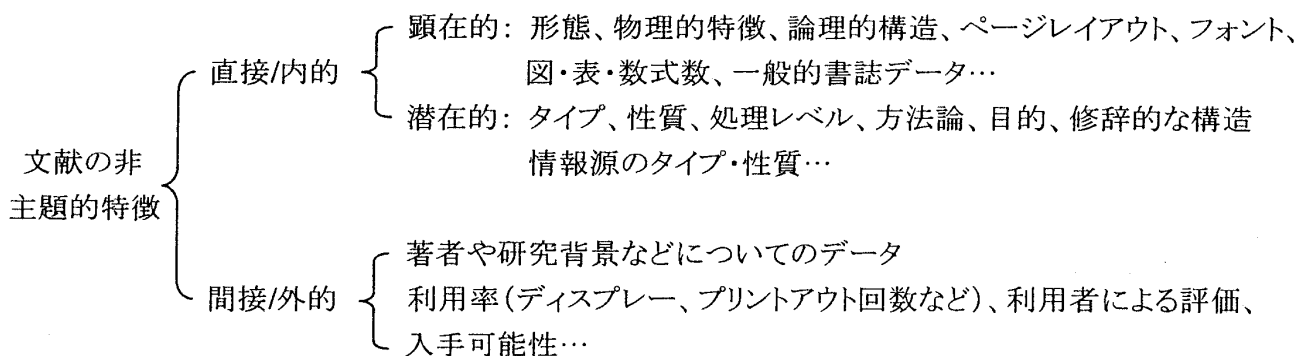 顕在的: 形態、物理的特徴、論理的構造、ページレイアウト、フォント、
直接/内的
図・表・数式数、一般的書誌データ…
潜在的: タイプ、性質、処理レベル、方法論、目的、修辞的な構造
情報源のタイプ・性質…
文献の非
主題的特徴
著者や研究背景などについてのデータ
間接/外的
利用率(ディスプレー、プリントアウト回数など)、利用者による評価、
入手可能性…